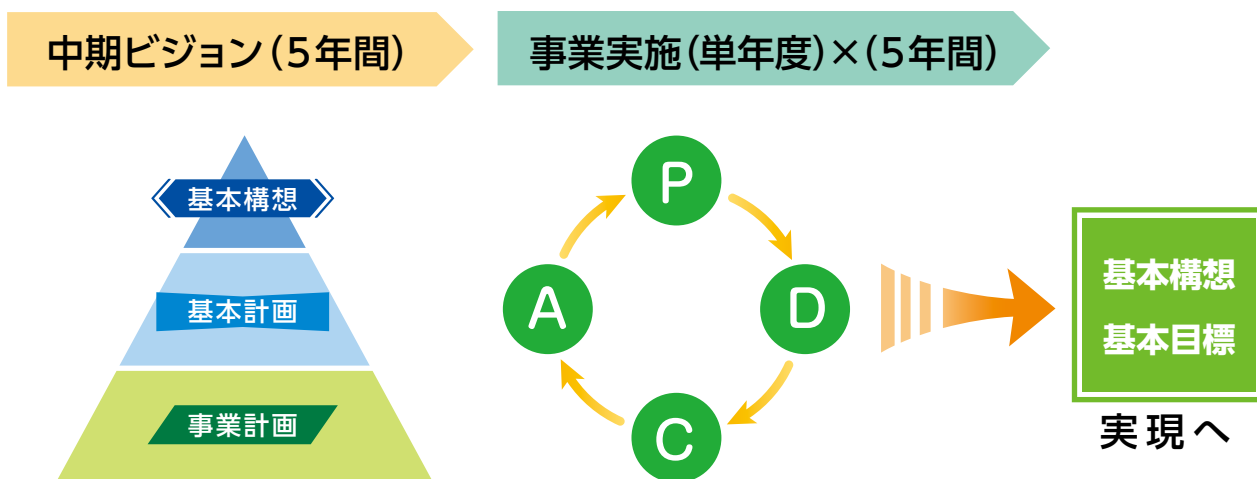 中期ビジョン(5年間)
事業実施(単年度)×(5年間)
基本構想
基本計画
事業計画
P
D
C
A
基本構想
基本目標
実現へ